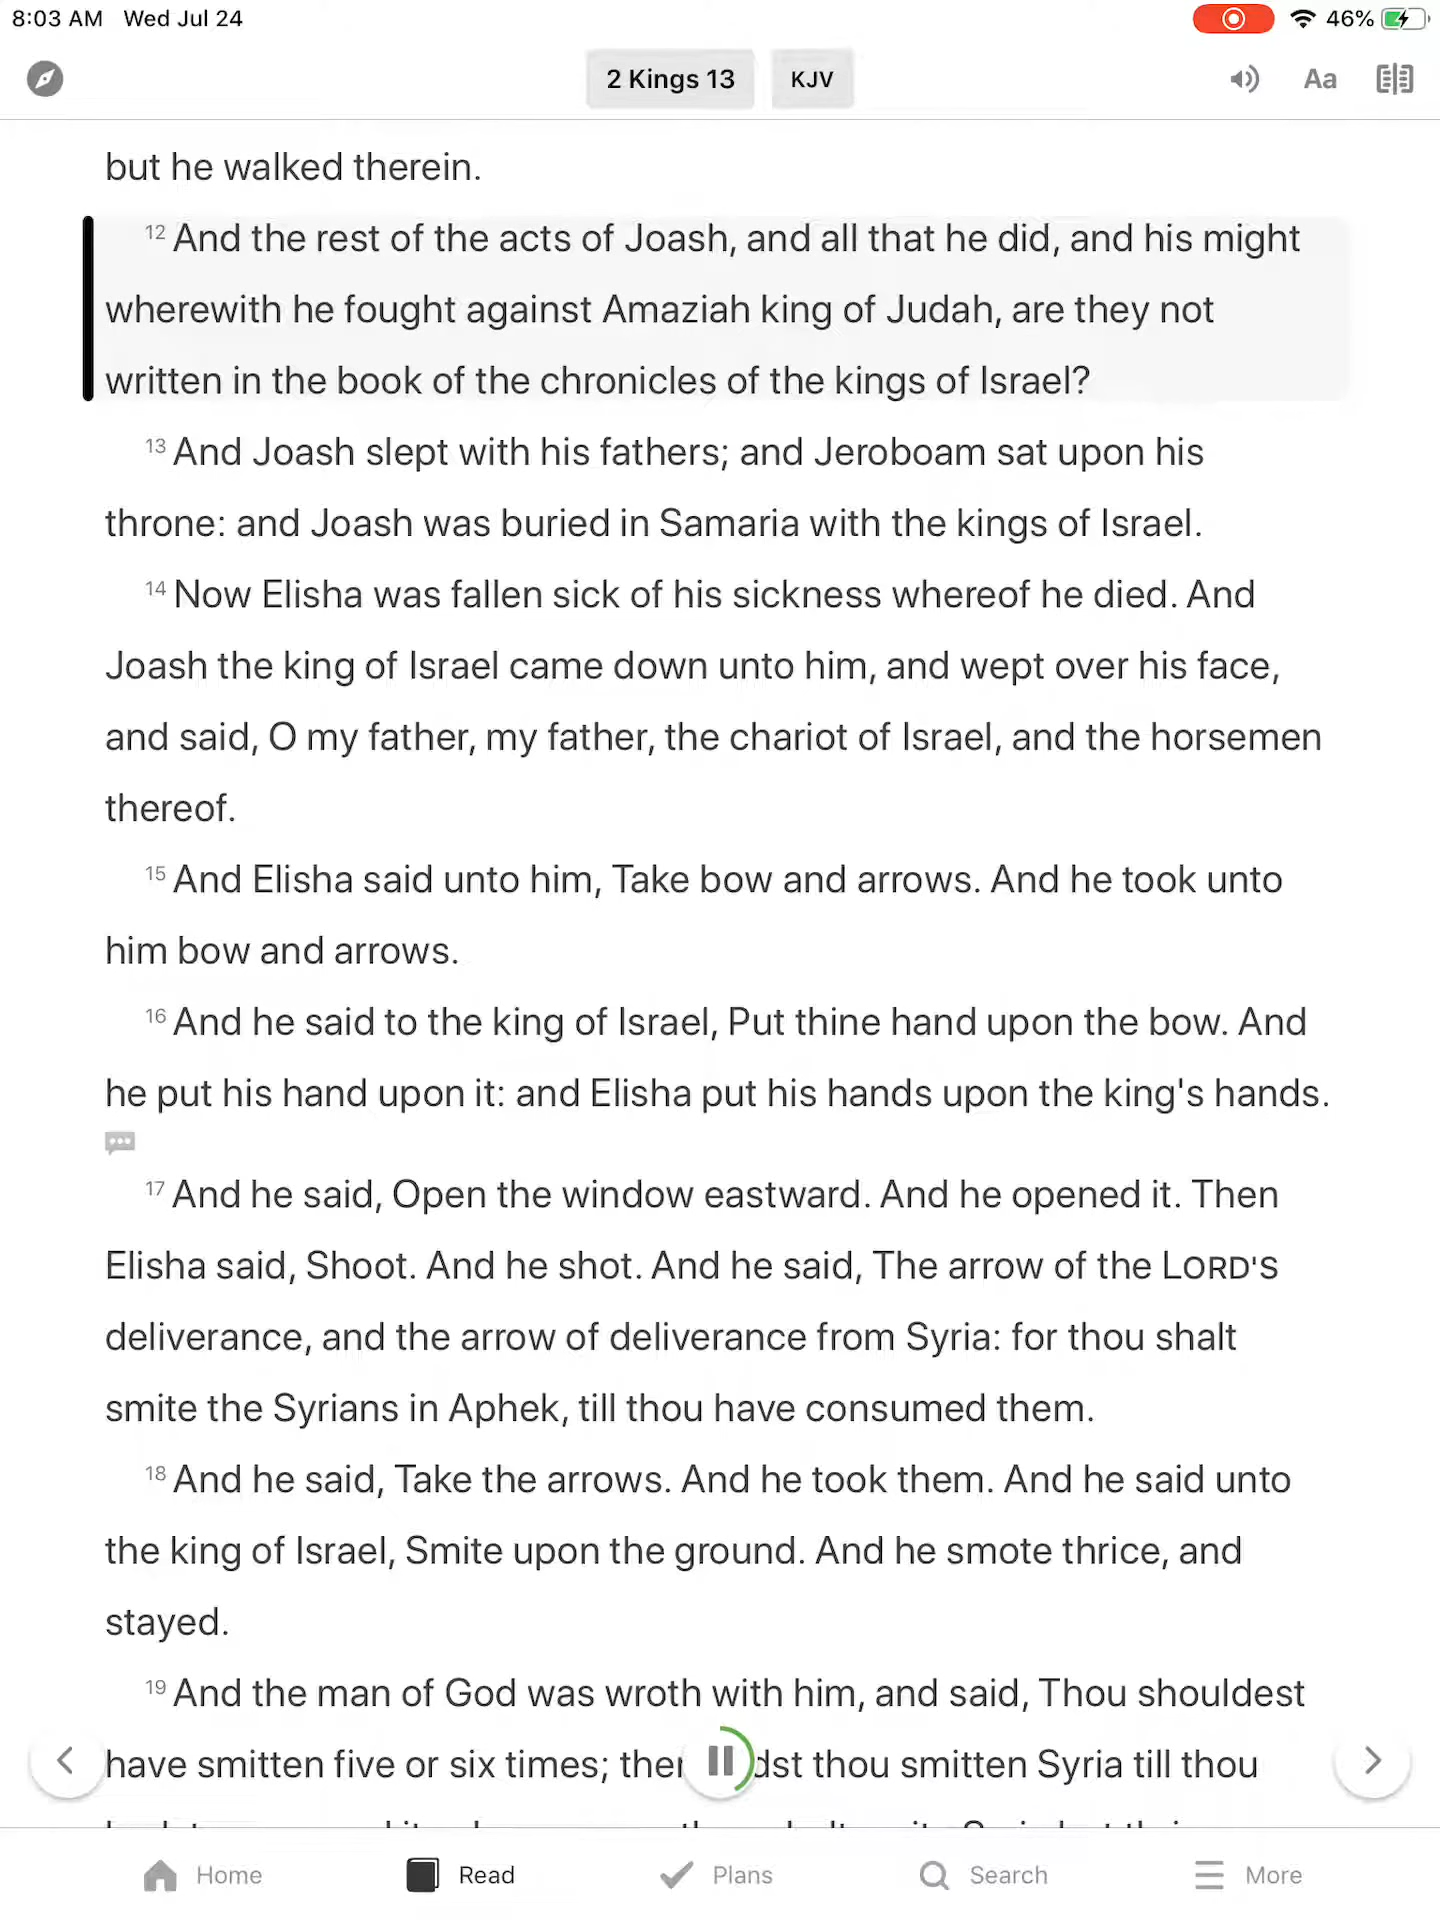 8:03 AM Wed Jul 24 46%
2 Kings 13 KJV Aa
but he walked therein.
12 And the rest of the acts of Joash, and all that he did, and his might
wherewith he fought against Amaziah king of Judah, are they not
written in the book of the chronicles of the kings of Israel?
13 And Joash slept with his fathers; and Jeroboam sat upon his
throne: and Joash was buried in Samaria with the kings of Israel.
14 Now Elisha was fallen sick of his sickness whereof he died. And
Joash the king of Israel came down unto him, and wept over his face,
and said, O my father, my father, the chariot of Israel, and the horsemen
thereof.
15 And Elisha said unto him, Take bow and arrows. And he took unto
him bow and arrows.
16 And he said to the king of Israel, Put thine hand upon the bow. And
he put his hand upon it: and Elisha put his hands upon the king's hands.
17 And he said, Open the window eastward. And he opened it. Then
Elisha said, Shoot. And he shot. And he said, The arrow of the LORD'S
deliverance, and the arrow of deliverance from Syria: for thou shalt
smite the Syrians in Aphek, till thou have consumed them.
18 And he said, Take the arrows. And he took them. And he said unto
the king of Israel, Smite upon the ground. And he smote thrice, and
stayed.
19 And the man of God was wroth with him, and said, Thou shouldest
have smitten five or six times; thou smitten Syria till thou
Home Read Plans Search More